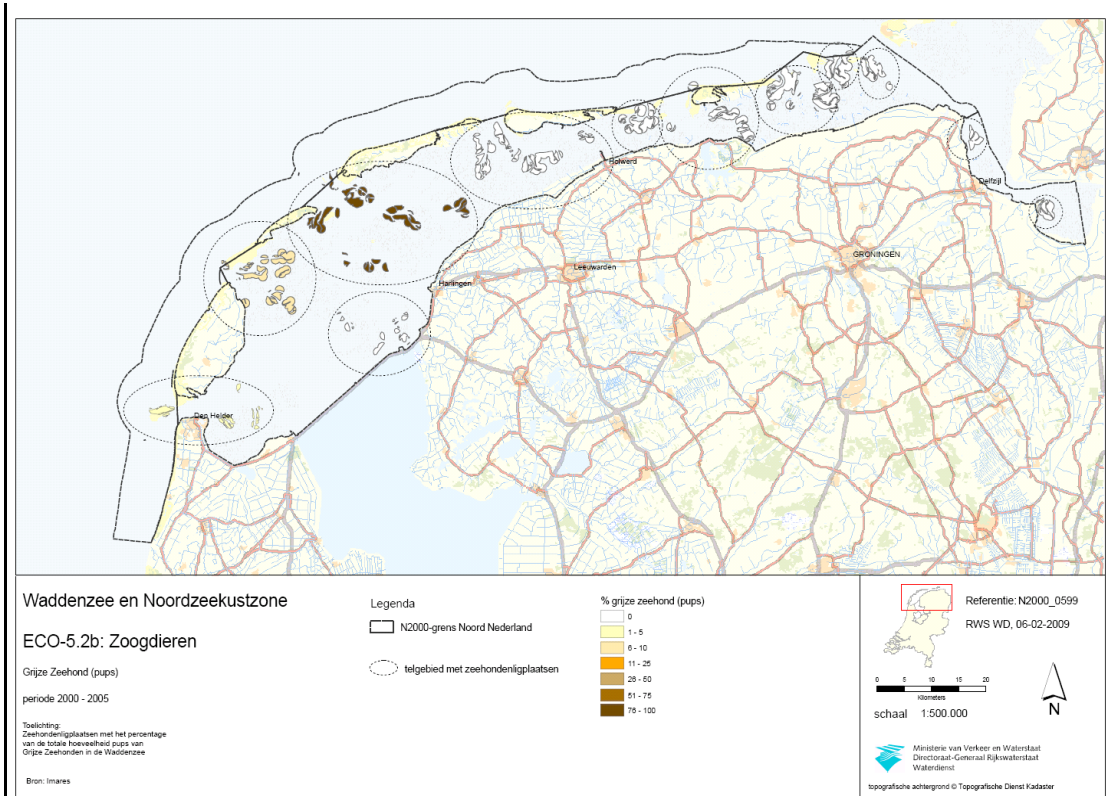 Holwerd
Delfzijl
GRONINGEN
Leeuwarden
Harlingen
Den Helder
Waddenzee en Noordzeekustzone
ECO-5.2b: Zoogdieren
Grijze Zeehond (pups)
periode 2000 - 2005
Toelichting:
Zeehondenligplaatsen met het percentage
van de totale hoeveelheid pups van
Grijze Zeehonden in de Waddenzee
Bron: Imares
Legenda
N2000-grens Noord Nederland
telgebied met zeehondenligplaatsen
% grijze zeehond (pups)
0
1 - 5
6 - 10
11 - 25
26 - 50
51 - 75
76 - 100
Referentie: N2000_0599
RWS WD, 06-02-2009
0 5 10 15 20
Kilometers
schaal 1:500.000
N
Ministerie van Verkeer en Waterstaat
Directoraat-Generaal Rijkswaterstaat
Waterdienst
topografische achtergrond © Topografische Dienst Kadaster